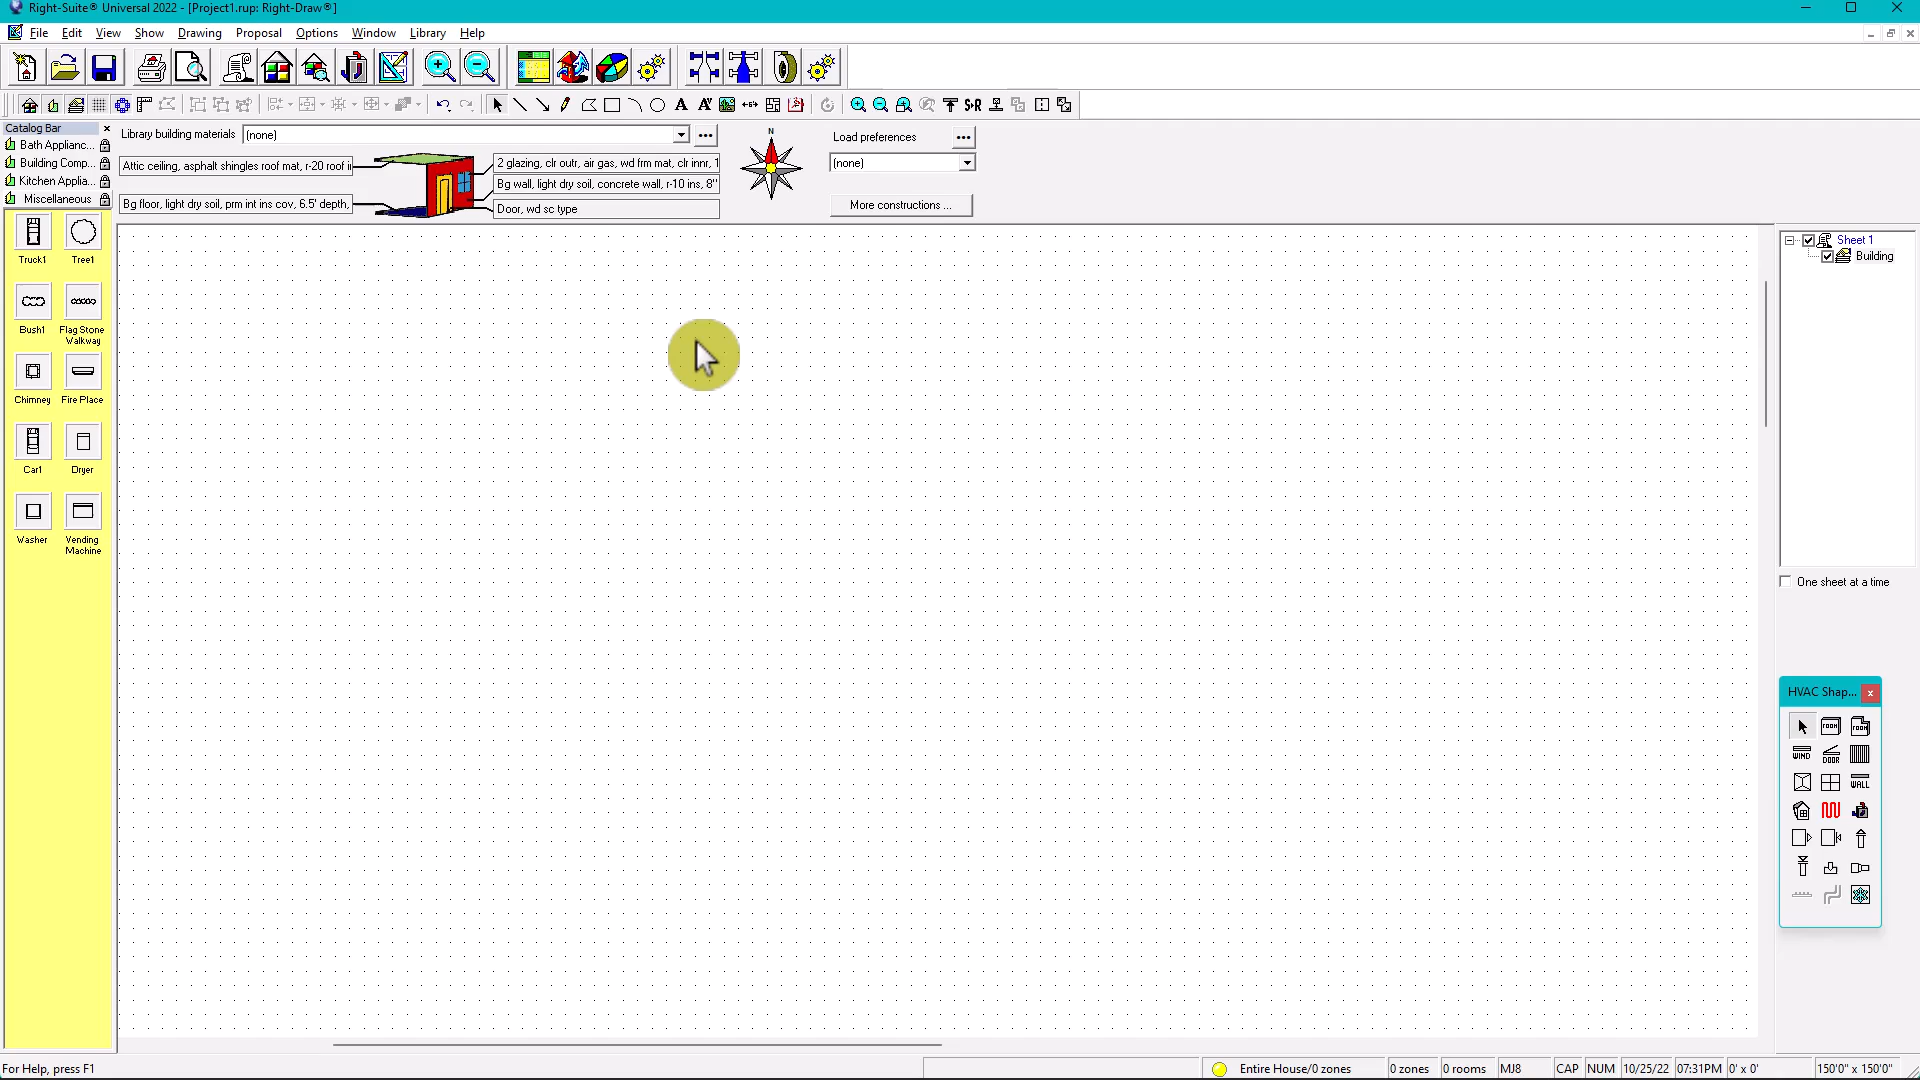 Right-Suite® Universal 2022 - [Project1.rup: Right-Draw®]
File Edit View Show Drawing Proposal Options Window Library Help
S•R
Catalog Bar
Bath Applianc...
Building Comp...
Kitchen Applia...
Miscellaneous
Library building materials (none)
Attic ceiling, asphalt shingles roof mat, r-20 roof i
Bg floor, light dry soil, prm int ins cov, 6.5' depth,
2 glazing, clr outr, air gas, wd frm mat, clr innr, 1
Bg wall, light dry soil, concrete wall, r-10 ins, 8''
Door, wd sc type
N
Load preferences
(none)
More constructions ...
Truck1 Tree1
Bush1 Flag Stone Walkway
Chimney Fire Place
Car1 Dryer
Washer Vending Machine
Sheet 1
Building
One sheet at a time
HVAC Shap...
ROOM ROOM
WIND DOOR
WALL
For Help, press F1
Entire House/0 zones 0 zones 0 rooms MJ8 CAP NUM 10/25/22 07:31PM 0' x 0' 150'0" x 150'0"